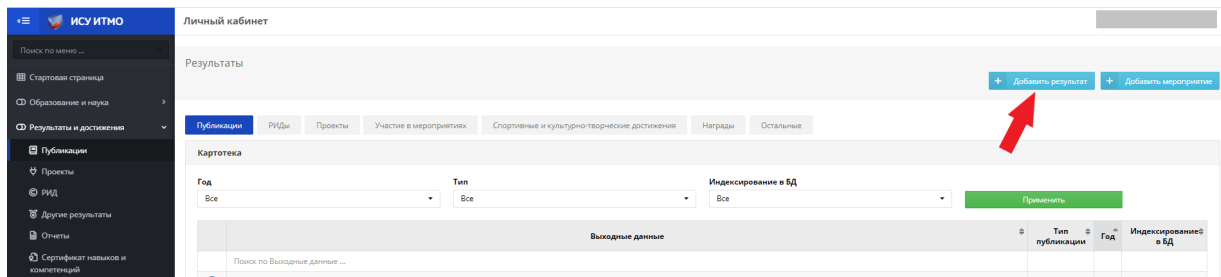 ИСУ ИТМО
Личный кабинет
Поиск по меню ...
Стартовая страница
Образование и наука
Результаты и достижения
Публикации
Проекты
РИД
Другие результаты
Отчеты
Сертификат навыков и
компетенций
Результаты
+ Добавить результат + Добавить мероприятие
Публикации РИДы Проекты Участие в мероприятиях Спортивные и культурно-творческие достижения Награды Остальные
Картотека
Год Тип Индексирование в БД
Все Все Все Применить
Выходные данные Тип публикации Год Индексирование в БД
Поиск по Выходные данные ...